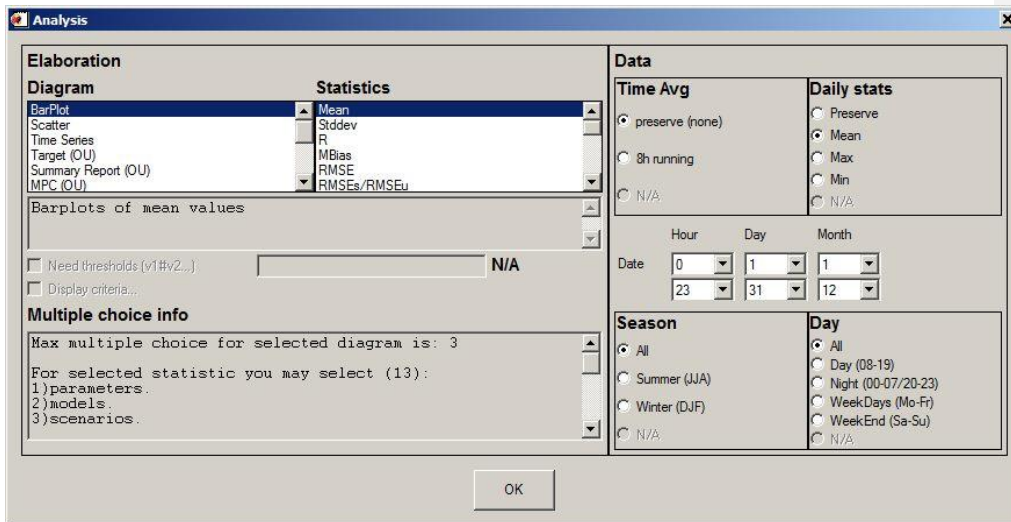 Analysis
Elaboration
Diagram
BarPlot
Scatter
Time Series
Target (OU)
Summary Report (OU)
MPC (OU)
Statistics
Mean
Stddev
R
MBias
RMSE
RMSEs/RMSEu
Barplots of mean values
Need thresholds (v1#v2...)
N/A
Display criteria...
Multiple choice info
Max multiple choice for selected diagram is: 3
For selected statistic you may select (13):
1)parameters.
2)models.
3)scenarios.
Data
Time Avg
preserve (none)
8h running
N/A
Daily stats
Preserve
Mean
Max
Min
N/A
Hour Day Month
Date 0 1 1
23 31 12
Season
All
Summer (JJA)
Winter (DJF)
N/A
Day
All
Day (08-19)
Night (00-07/20-23)
WeekDays (Mo-Fr)
WeekEnd (Sa-Su)
N/A
OK